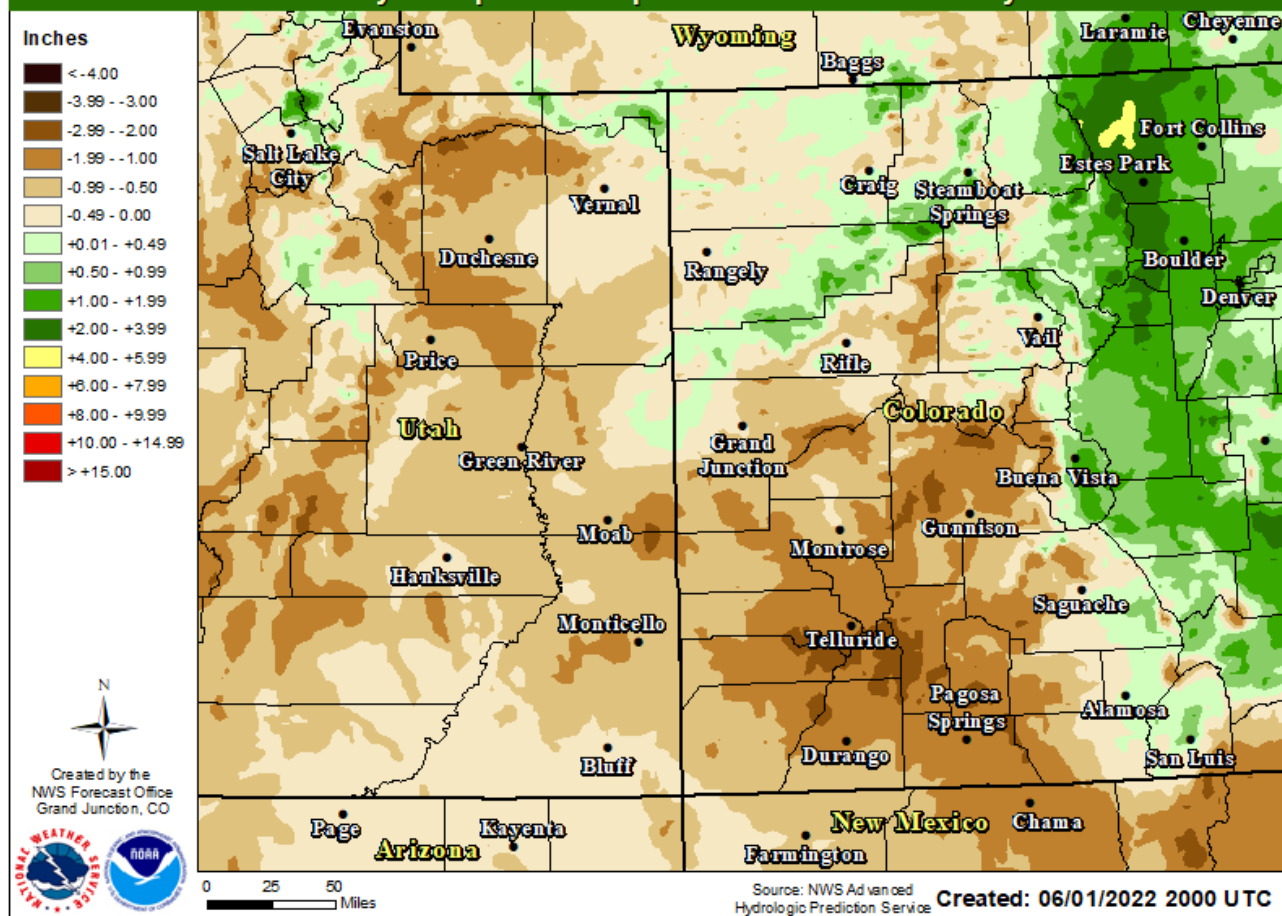 Inches
< -4.00
-3.99 - -3.00
-2.99 - -2.00
-1.99 - -1.00
-0.99 - -0.50
-0.49 - 0.00
+0.01 - +0.49
+0.50 - +0.99
+1.00 - +1.99
+2.00 - +3.99
+4.00 - +5.99
+6.00 - +7.99
+8.00 - +9.99
+10.00 - +14.99
> +15.00
N
Created by the
NWS Forecast Office
Grand Junction, CO
NATIONAL WEATHER SERVICE
NOAA
Evanston
Wyoming
Baggs
Laramie
Cheyenne
Salt Lake
City
Vernal
Craig
Steamboat
Springs
Fort Collins
Estes Park
Duchesne
Rangely
Boulder
Denver
Price
Rifle
Vail
Utah
Colorado
Green River
Grand
Junction
Buena Vista
Moab
Montrose
Gunnison
Hanksville
Saguache
Monticello
Telluride
Pagosa
Springs
Alamosa
Bluff
Durango
San Luis
Page
Kayenta
Arizona
Farmington
New Mexico
Chama
0 25 50
Miles
Source: NWS Advanced
Hydrologic Prediction Service
Created: 06/01/2022 2000 UTC